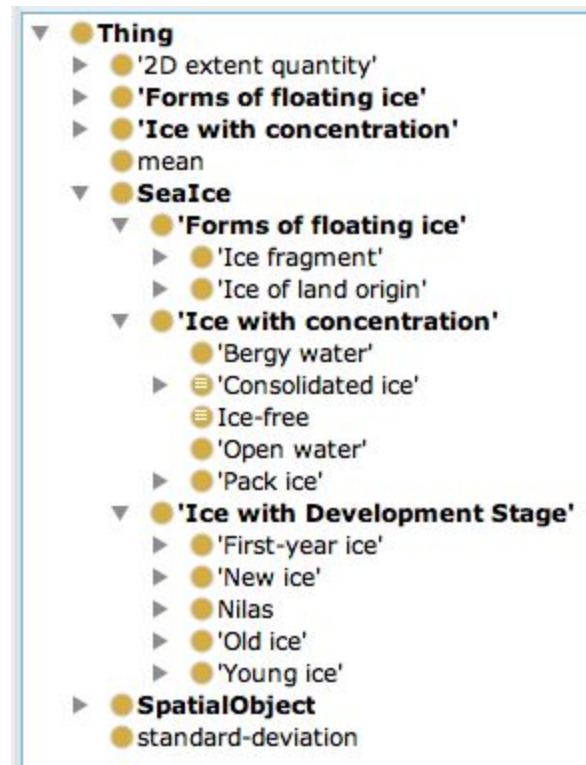 Thing
'2D extent quantity'
'Forms of floating ice'
'Ice with concentration'
mean
SeaIce
'Forms of floating ice'
'Ice fragment'
'Ice of land origin'
'Ice with concentration'
'Bergy water'
'Consolidated ice'
Ice-free
'Open water'
'Pack ice'
'Ice with Development Stage'
'First-year ice'
'New ice'
Nilas
'Old ice'
'Young ice'
SpatialObject
standard-deviation